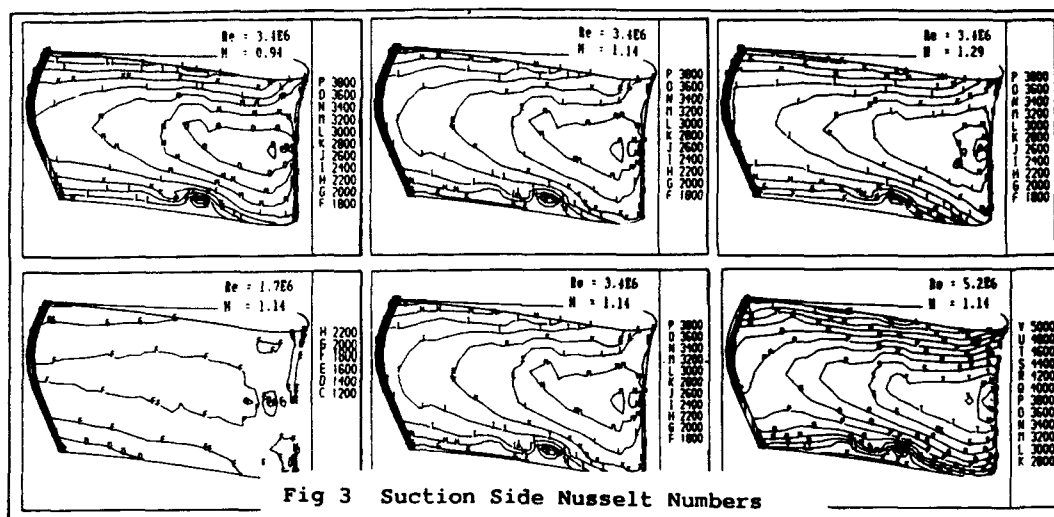 Re = 3.4E6
M = 0.94
P 3800
O 3600
N 3400
M 3200
L 3000
K 2800
J 2600
I 2400
H 2200
G 2000
F 1800
Re = 3.4E6
M = 1.14
P 3800
O 3600
N 3400
M 3200
L 3000
K 2800
J 2600
I 2400
H 2200
G 2000
F 1800
Re = 3.4E6
M = 1.29
P 3800
O 3600
N 3400
M 3200
L 3000
K 2800
J 2600
I 2400
H 2200
G 2000
F 1800
Re = 1.7E6
M = 1.14
H 2200
G 2000
F 1800
E 1600
D 1400
C 1200
Re = 3.4E6
M = 1.14
P 3800
O 3600
N 3400
M 3200
L 3000
K 2800
J 2600
I 2400
H 2200
G 2000
F 1800
Re = 5.2E6
M = 1.14
V 5000
U 4800
T 4600
S 4400
R 4200
Q 4000
P 3800
O 3600
N 3400
M 3200
L 3000
K 2800
Fig 3 Suction Side Nusselt Numbers